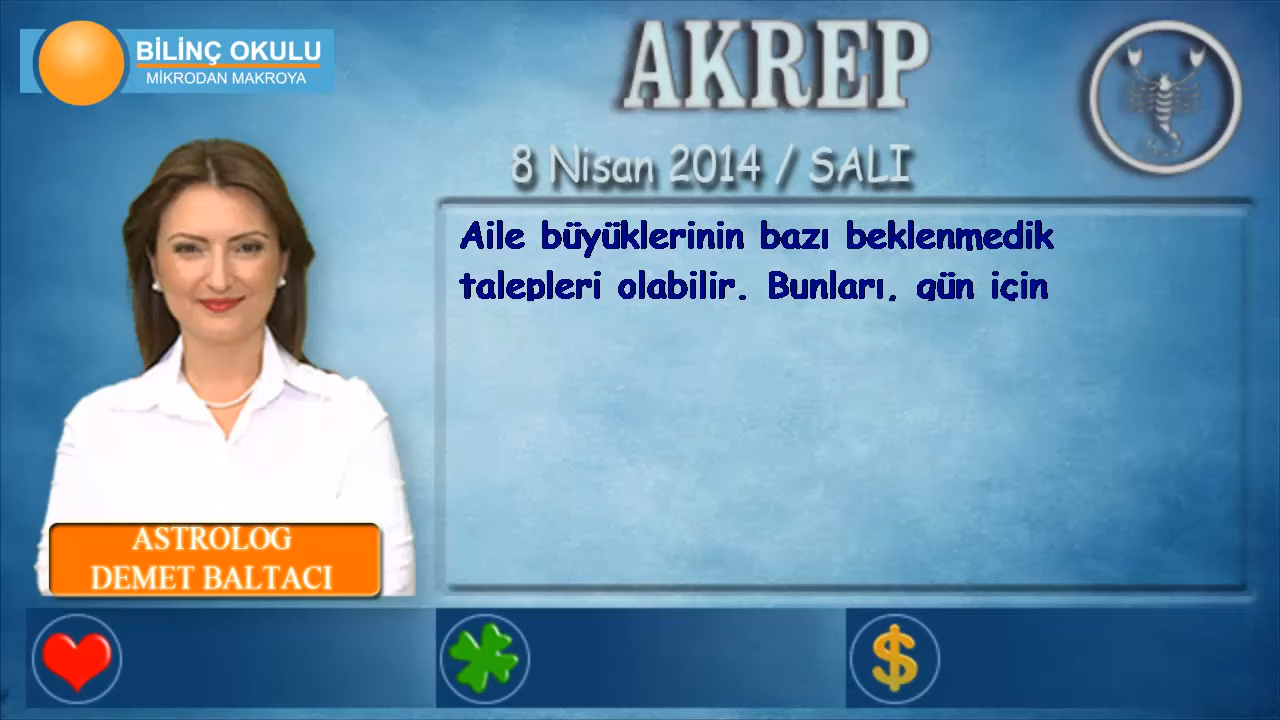 BİLİNÇ OKULU
MİKRODAN MAKROYA
AKREP
8 Nisan 2014 / SALI
Aile büyüklerinin bazı beklenmedik
talepleri olabilir. Bunları, gün için
ASTROLOG
DEMET BALTACI